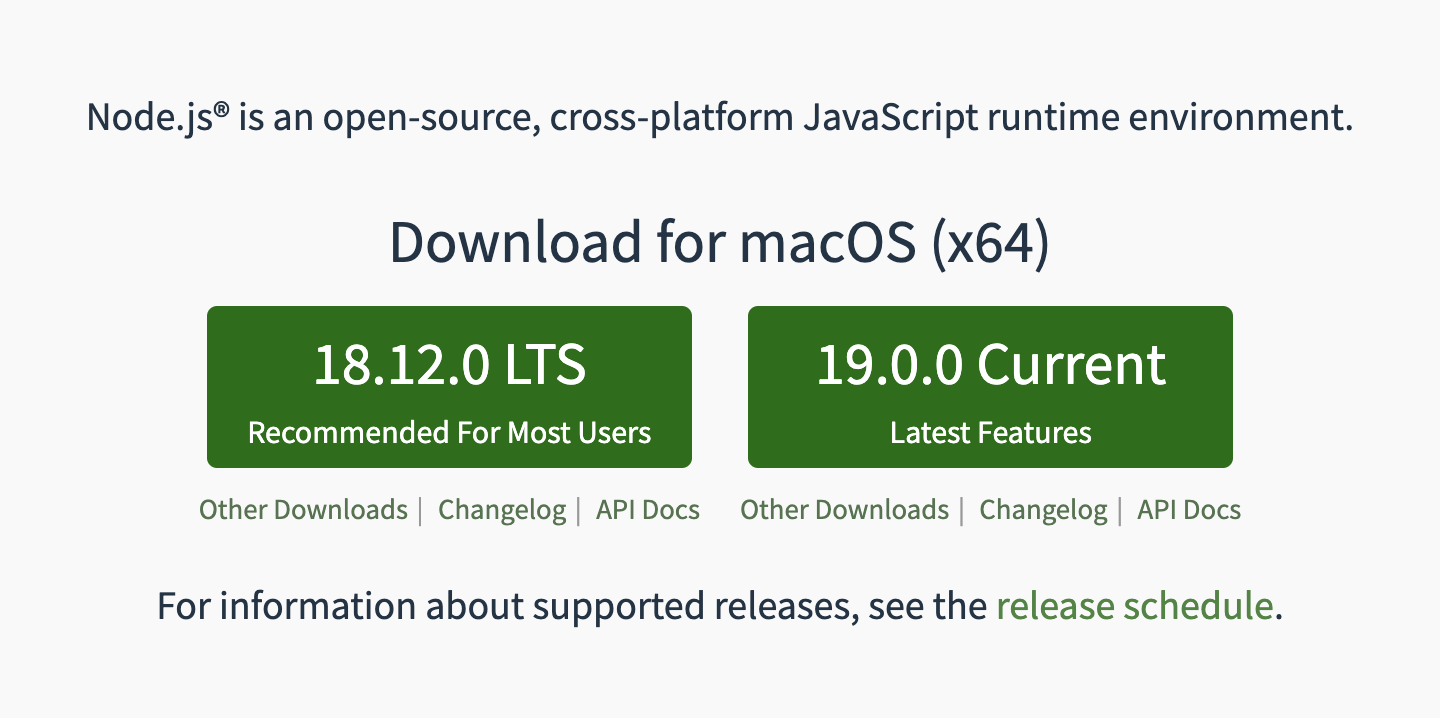 Node.js® is an open-source, cross-platform JavaScript runtime environment.
Download for macOS (x64)
18.12.0 LTS
Recommended For Most Users
19.0.0 Current
Latest Features
Other Downloads | Changelog | API Docs
Other Downloads | Changelog | API Docs
For information about supported releases, see the release schedule.